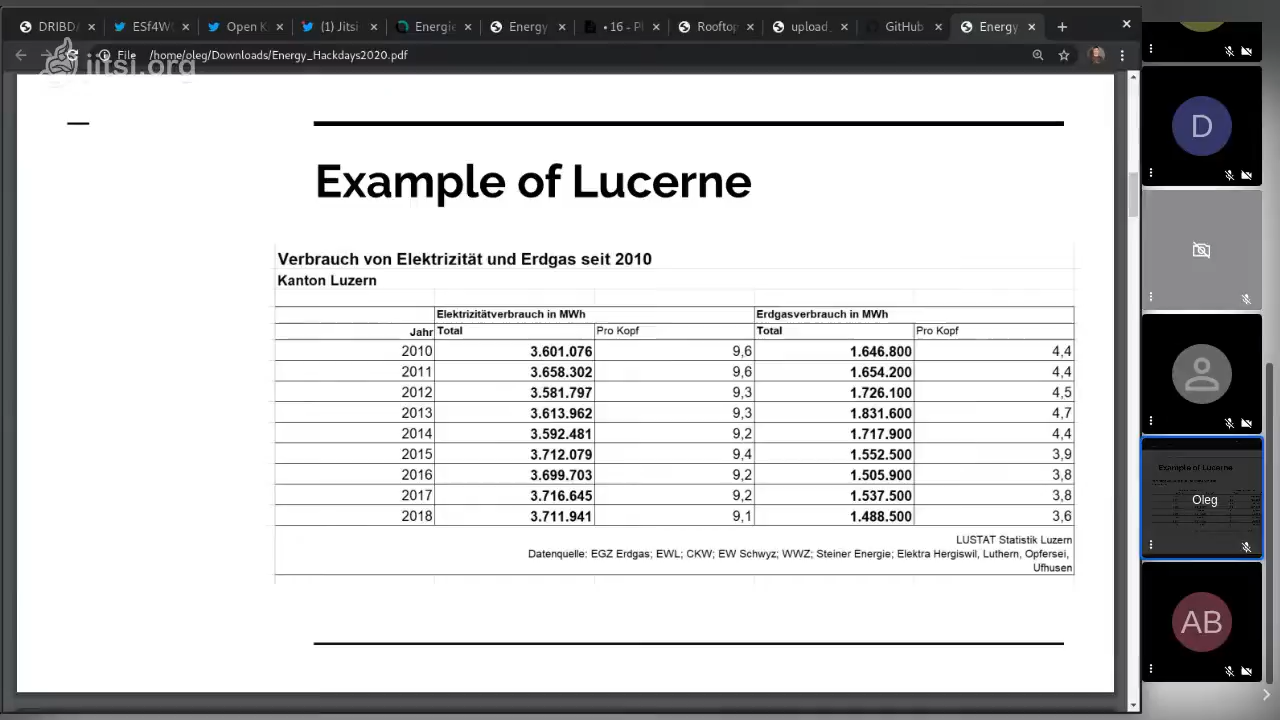 DRIBDA
ESf4W
Open K
(1) Jitsi
Energie
Energy
• 16 - P
Rooftop
upload_
GitHub
Energy
File /home/oleg/Downloads/Energy_Hackdays2020.pdf
jitsi.org
Example of Lucerne
Verbrauch von Elektrizität und Erdgas seit 2010
Kanton Luzern
Elektrizitätverbrauch in MWh Erdgasverbrauch in MWh
Jahr Total Pro Kopf Total Pro Kopf
2010 3.601.076 9,6 1.646.800 4,4
2011 3.658.302 9,6 1.654.200 4,4
2012 3.581.797 9,3 1.726.100 4,5
2013 3.613.962 9,3 1.831.600 4,7
2014 3.592.481 9,2 1.717.900 4,4
2015 3.712.079 9,4 1.552.500 3,9
2016 3.699.703 9,2 1.505.900 3,8
2017 3.716.645 9,2 1.537.500 3,8
2018 3.711.941 9,1 1.488.500 3,6
LUSTAT Statistik Luzern
Datenquelle: EGZ Erdgas; EWL; CKW; EW Schwyz; WWZ; Steiner Energie; Elektra Hergiswil, Luthern, Opfersei,
Ufhusen
D
Example of Lucerne
Oleg
AB